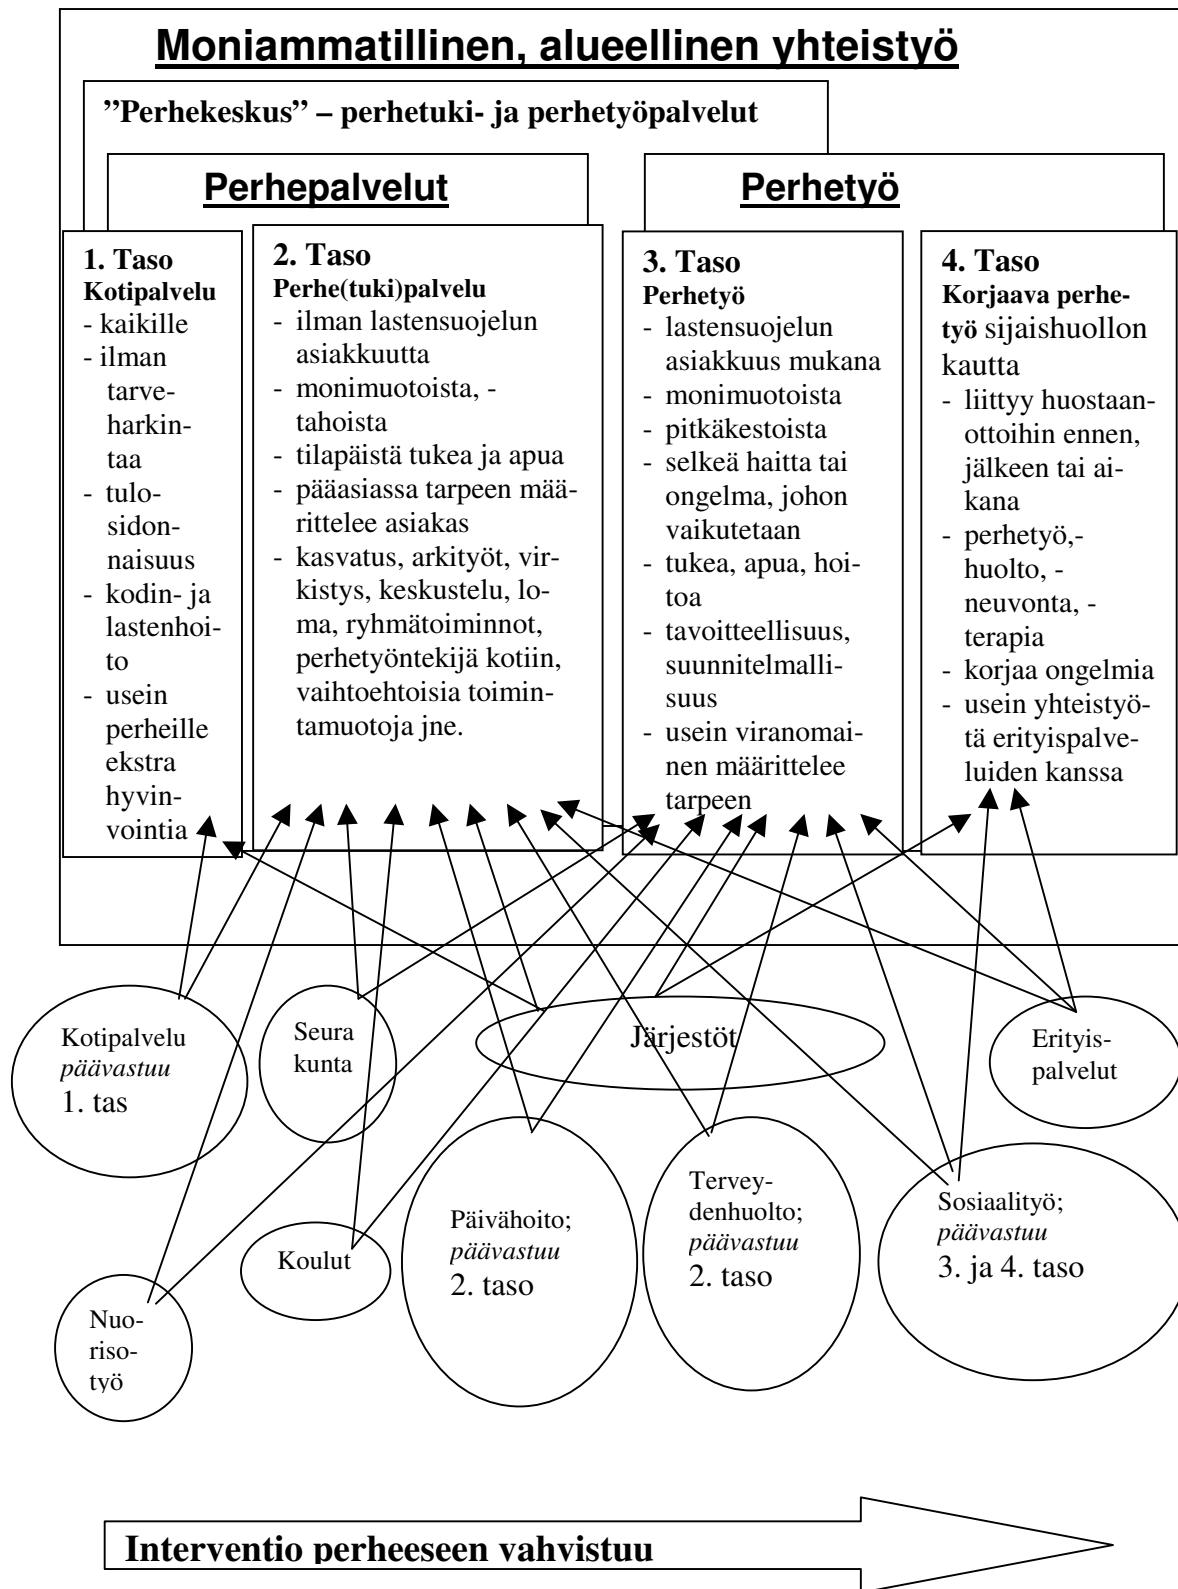 Moniammatillinen, alueellinen yhteistyö
”Perhekeskus” – perhetuki- ja perhetyöpalvelut
Perhepalvelut
Perhetyö
1. Taso
Kotipalvelu
- kaikille
- ilman
tarve-
harkin-
taa
- tulo-
sidon-
naisuus
- kodin- ja
lastenhoi-
to
- usein
perheille
ekstra
hyvin-
vointia
2. Taso
Perhe(tuki)palvelu
- ilman lastensuojelun
asiakkuutta
- monimuotoista, -
tahoista
- tilapäistä tukea ja apua
- pääasiassa tarpeen mää-
rittelee asiakas
- kasvatus, arkityöt, vir-
kistys, keskustelu, lo-
ma, ryhmätoiminnot,
perhetyöntekijä kotiin,
vaihtoehtoisia toimin-
tamuotoja jne.
3. Taso
Perhetyö
- lastensuojelun
asiakkuus mukana
- monimuotoista
- pitkäkestoista
- selkeä haitta tai
ongelma, johon
vaikutetaan
- tukea, apua, hoi-
toa
- tavoitteellisuus,
suunnitelmalli-
suus
- usein viranomai-
nen määrittelee
tarpeen
4. Taso
Korjaava perhe-
työ sijaishuollon
kautta
- liittyy huostaan-
ottoihin ennen,
jälkeen tai ai-
kana
- perhetyö,-
huolto, -
neuvonta, -
terapia
- korjaa ongelmia
- usein yhteistyö-
tä erityispalve-
luiden kanssa
Kotipalvelu
päävastuu
1. tas
Seura
kunta
Järjestöt
Erityis-
palvelut
Nuo-
riso-
työ
Koulut
Päivähoito;
päävastuu
2. taso
Tervey-
denhuolto;
päävastuu
2. taso
Sosiaalityö;
päävastuu
3. ja 4. taso
Interventio perheeseen vahvistuu